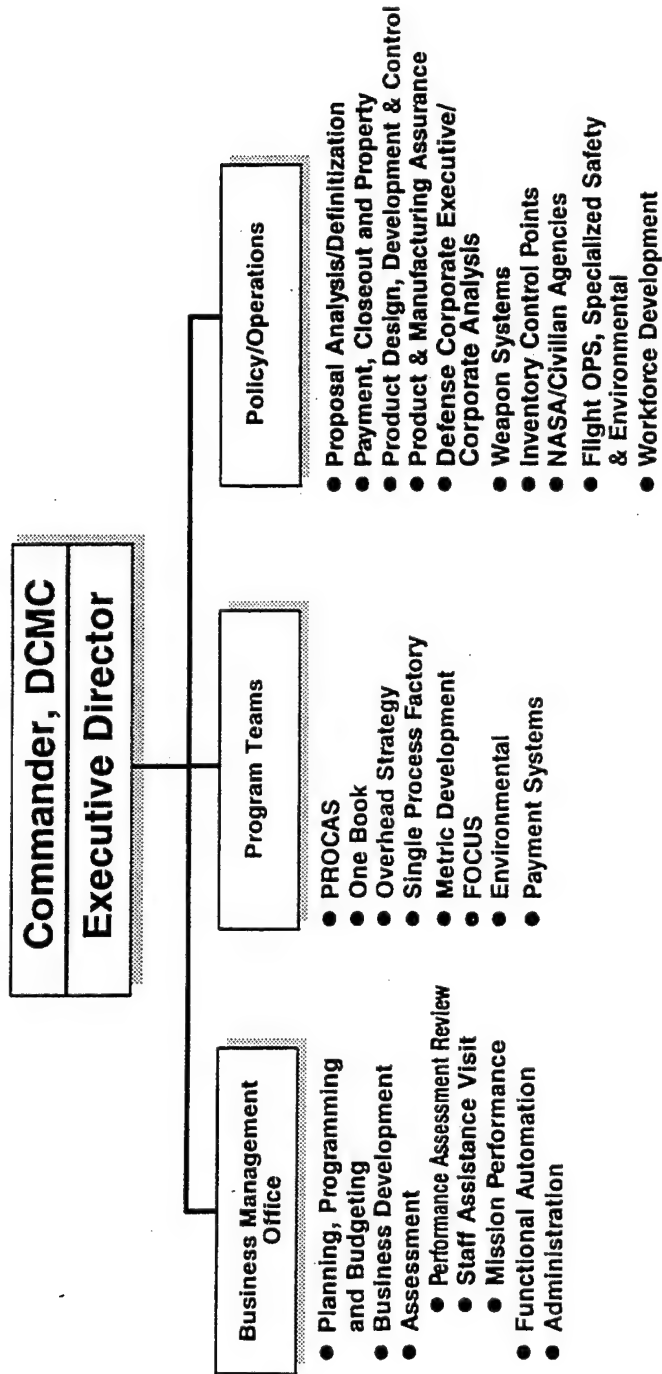 Commander, DCMC
Executive Director
Business Management
Office
● Planning, Programming
and Budgeting
● Business Development
● Assessment
● Performance Assessment Review
● Staff Assistance Visit
● Mission Performance
● Functional Automation
● Administration
Program Teams
● PROCAS
● One Book
● Overhead Strategy
● Single Process Factory
● Metric Development
● FOCUS
● Environmental
● Payment Systems
Policy/Operations
● Proposal Analysis/Definitization
● Payment, Closeout and Property
● Product Design, Development & Control
● Product & Manufacturing Assurance
● Defense Corporate Executive/
Corporate Analysis
● Weapon Systems
● Inventory Control Points
● NASA/Civilian Agencies
● Flight OPS, Specialized Safety
& Environmental
● Workforce Development